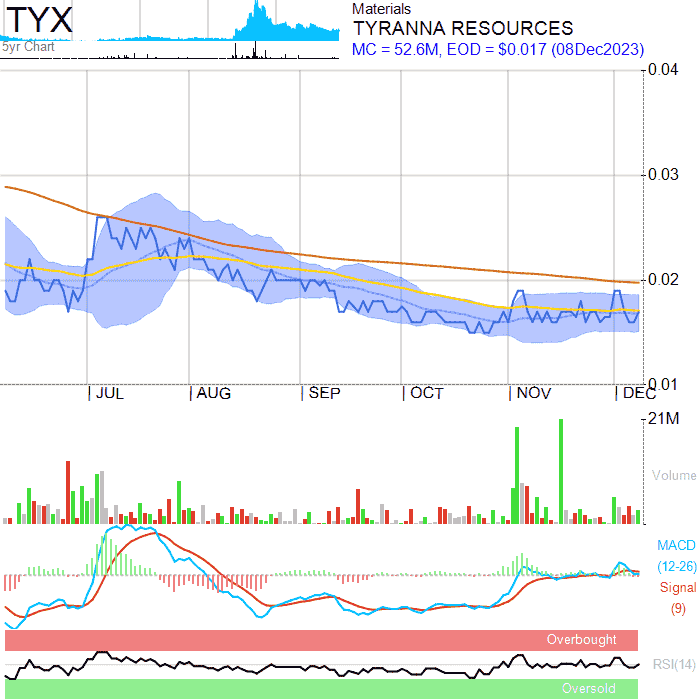 TYX
5yr Chart
Materials
TYRANNA RESOURCES
MC = 52.6M, EOD = $0.017 (08Dec2023)
0.04
0.03
0.02
0.01
JUL
AUG
SEP
OCT
NOV
DEC
21M
Volume
MACD
(12-26)
Signal
(9)
Overbought
RSI(14)
Oversold